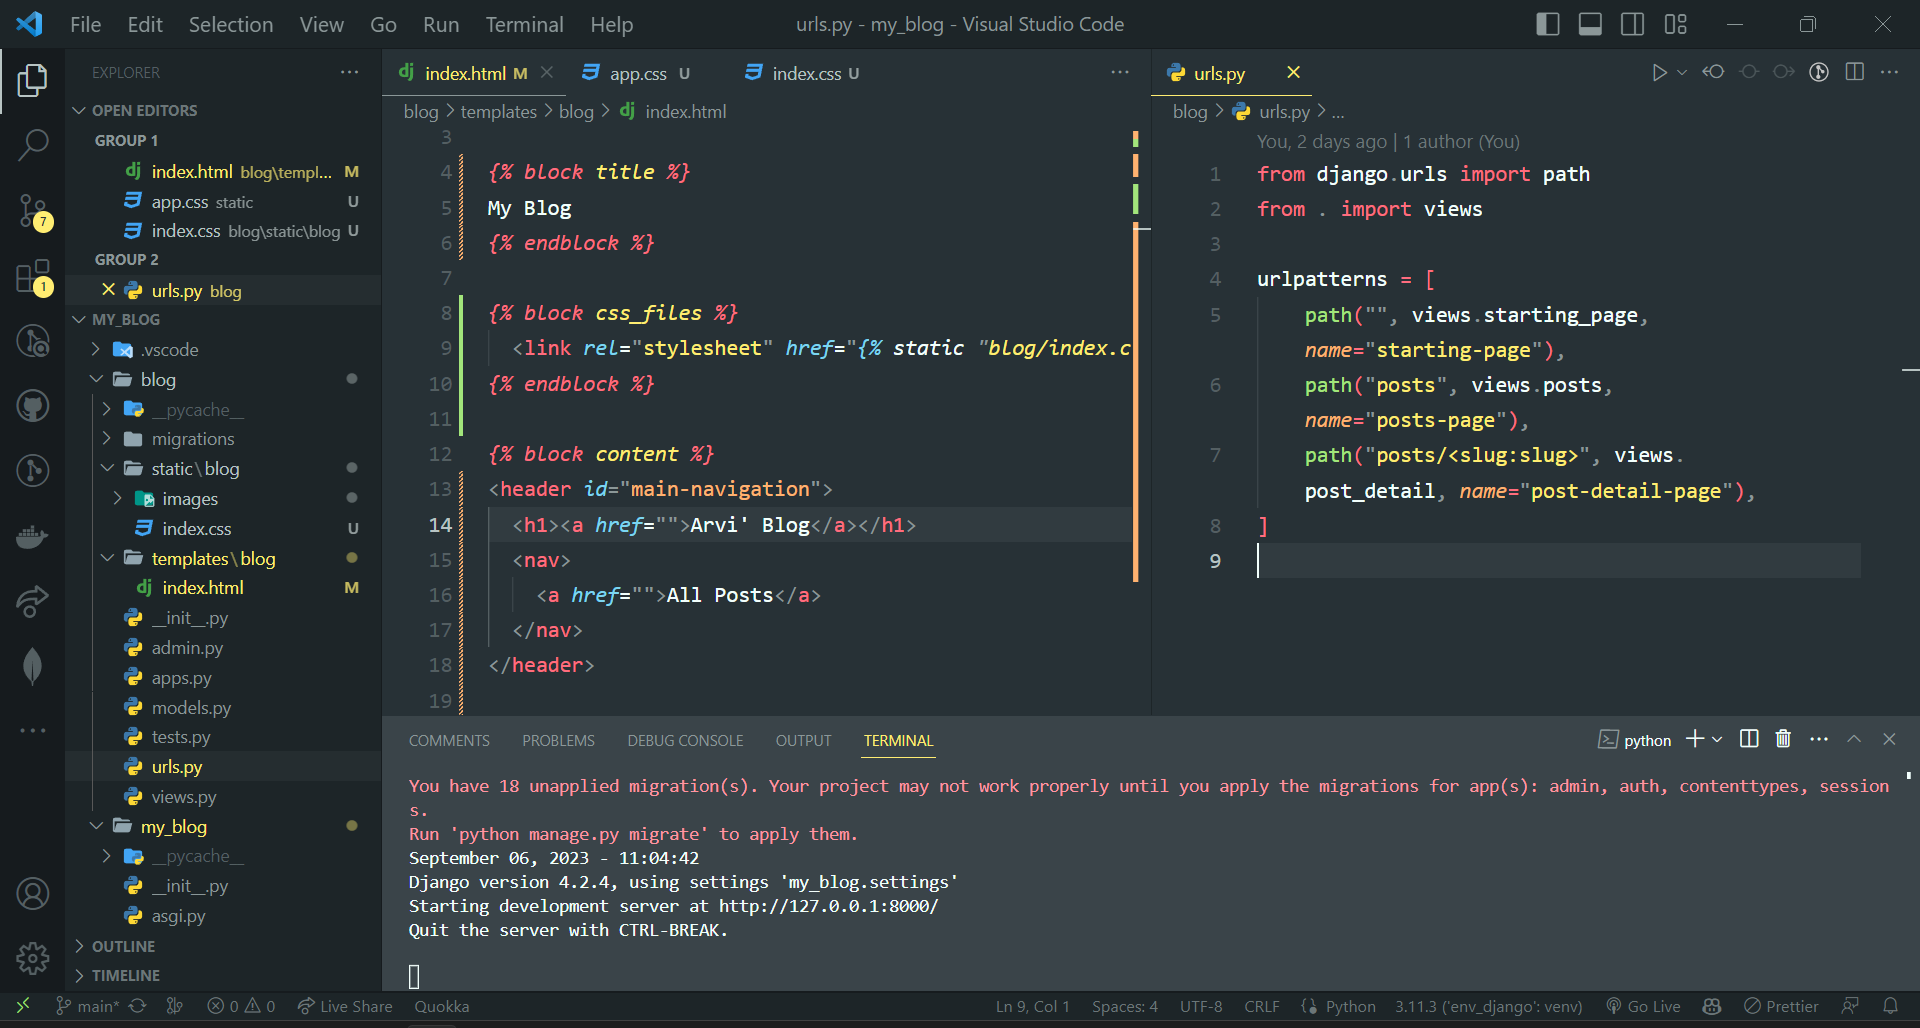 File Edit Selection View Go Run Terminal Help
urls.py - my_blog - Visual Studio Code
EXPLORER
OPEN EDITORS
GROUP 1
index.html blog\templ... M
app.css static U
index.css blog\static\blog U
GROUP 2
urls.py blog
MY_BLOG
.vscode
blog
__pycache__
migrations
static\blog
images
index.css U
templates\blog
index.html M
__init__.py
admin.py
apps.py
models.py
tests.py
urls.py
views.py
my_blog
__pycache__
__init__.py
asgi.py
OUTLINE
TIMELINE
7
1
index.html M app.css U index.css U
blog > templates > blog > index.html
3
4 {% block title %}
5 My Blog
6 {% endblock %}
7
8 {% block css_files %}
9 <link rel="stylesheet" href="{% static "blog/index.c
10 {% endblock %}
11
12 {% block content %}
13 <header id="main-navigation">
14 <h1><a href="">Arvi' Blog</a></h1>
15 <nav>
16 <a href="">All Posts</a>
17 </nav>
18 </header>
19
urls.py
blog > urls.py > ...
You, 2 days ago | 1 author (You)
1 from django.urls import path
2 from . import views
3
4 urlpatterns = [
5 path("", views.starting_page,
name="starting-page"),
6 path("posts", views.posts,
name="posts-page"),
7 path("posts/<slug:slug>", views.
post_detail, name="post-detail-page"),
8 ]
9
COMMENTS PROBLEMS DEBUG CONSOLE OUTPUT TERMINAL
python
You have 18 unapplied migration(s). Your project may not work properly until you apply the migrations for app(s): admin, auth, contenttypes, session
s.
Run 'python manage.py migrate' to apply them.
September 06, 2023 - 11:04:42
Django version 4.2.4, using settings 'my_blog.settings'
Starting development server at http://127.0.0.1:8000/
Quit the server with CTRL-BREAK.
main* 0 0 Live Share Quokka Ln 9, Col 1 Spaces: 4 UTF-8 CRLF Python 3.11.3 ('env_django': venv) Go Live Prettier